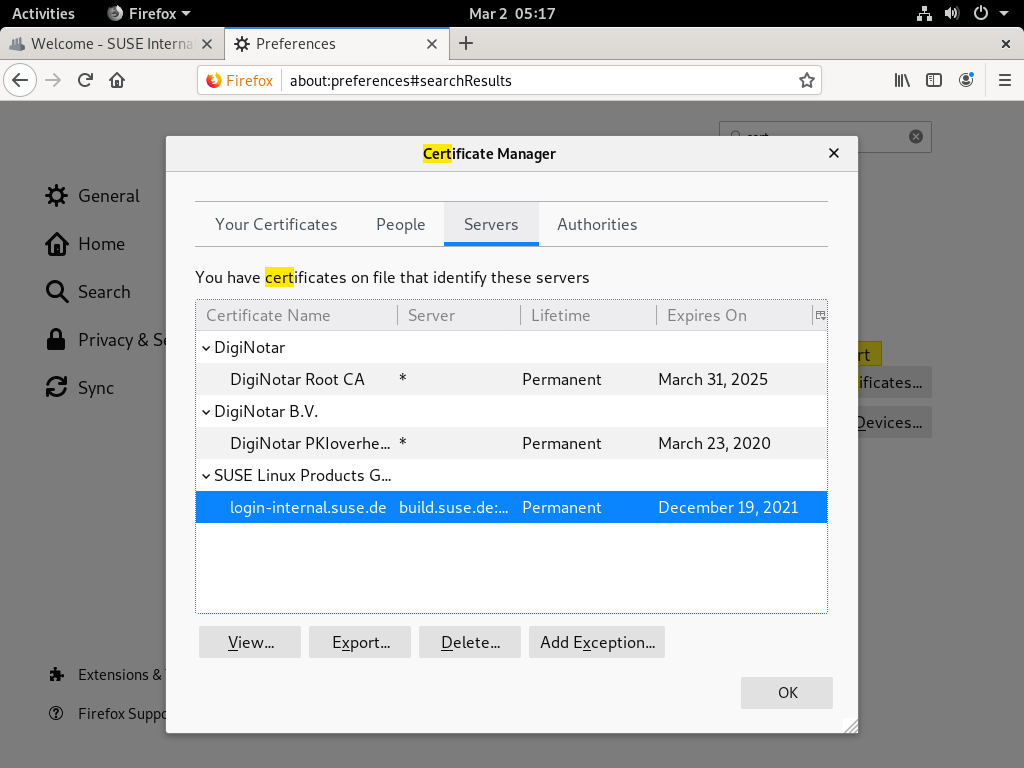 Activities Firefox Mar 2 05:17
Welcome - SUSE Interna Preferences
Firefox about:preferences#searchResults
Certificate Manager
General
Home
Search
Privacy & Se
Sync
Extensions &
Firefox Suppo
Your Certificates People Servers Authorities
You have certificates on file that identify these servers
Certificate Name Server Lifetime Expires On
DigiNotar
DigiNotar Root CA * Permanent March 31, 2025
DigiNotar B.V.
DigiNotar PKIoverhe... * Permanent March 23, 2020
SUSE Linux Products G...
login-internal.suse.de build.suse.de:... Permanent December 19, 2021
View... Export... Delete... Add Exception...
OK
rt
ificates...
Devices...